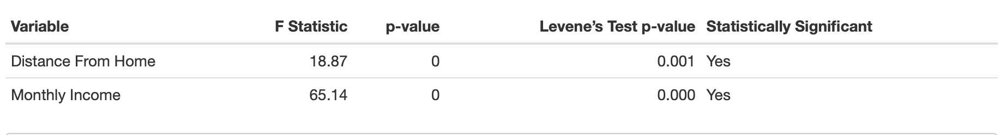 Variable F Statistic p-value Levene’s Test p-value Statistically Significant
Distance From Home 18.87 0 0.001 Yes
Monthly Income 65.14 0 0.000 Yes